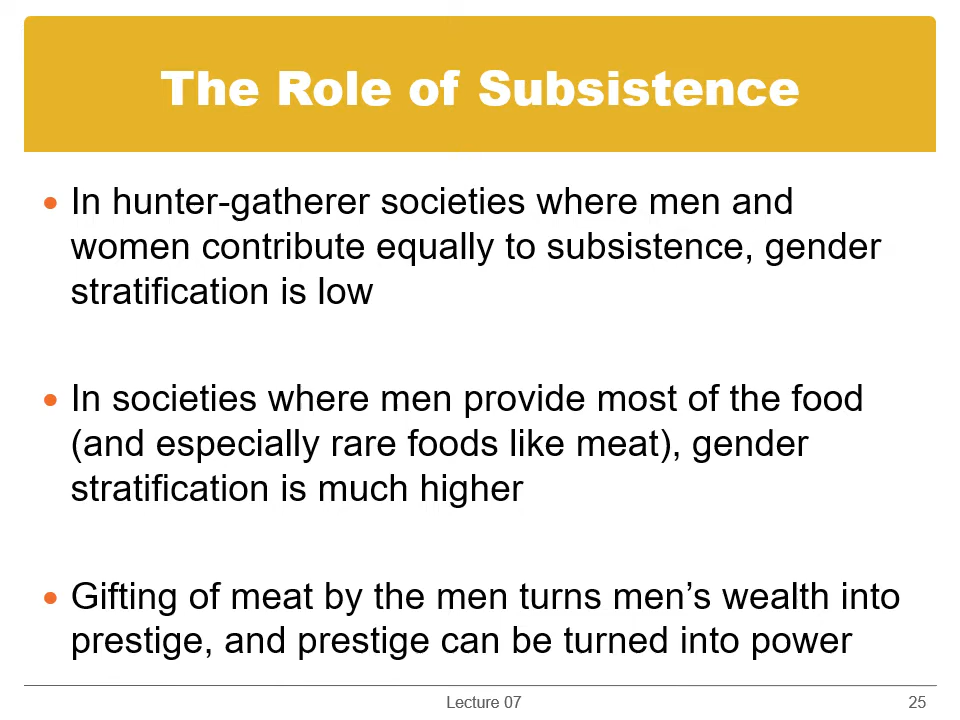 The Role of Subsistence
• In hunter-gatherer societies where men and
women contribute equally to subsistence, gender
stratification is low
• In societies where men provide most of the food
(and especially rare foods like meat), gender
stratification is much higher
• Gifting of meat by the men turns men’s wealth into
prestige, and prestige can be turned into power
Lecture 07
25